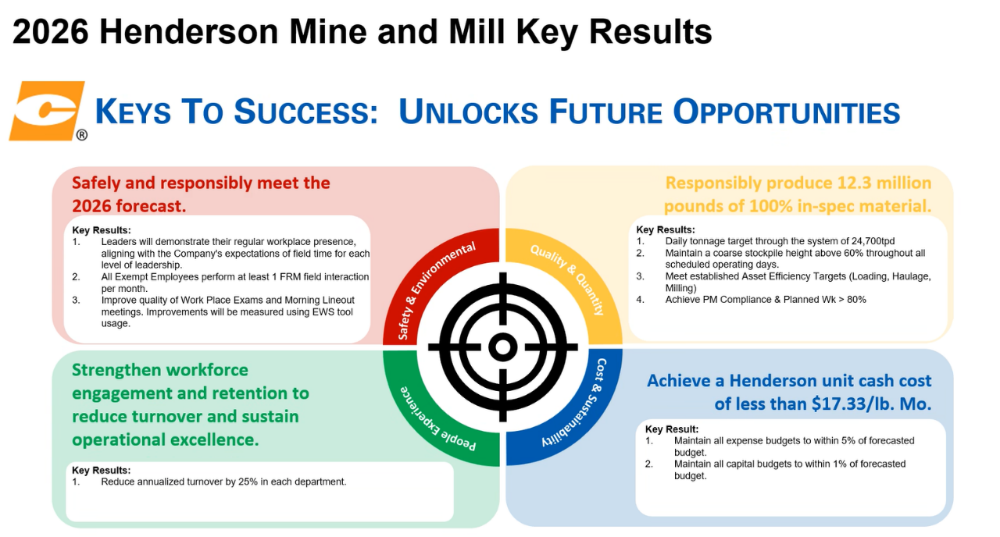 2026 Henderson Mine and Mill Key Results
C
®
KEYS TO SUCCESS: UNLOCKS FUTURE OPPORTUNITIES
Safely and responsibly meet the
2026 forecast.
Key Results:
1. Leaders will demonstrate their regular workplace presence,
aligning with the Company's expectations of field time for each
level of leadership.
2. All Exempt Employees perform at least 1 FRM field interaction
per month.
3. Improve quality of Work Place Exams and Morning Lineout
meetings. Improvements will be measured using EWS tool
usage.
Responsibly produce 12.3 million
pounds of 100% in-spec material.
Key Results:
1. Daily tonnage target through the system of 24,700tpd
2. Maintain a coarse stockpile height above 60% throughout all
scheduled operating days.
3. Meet established Asset Efficiency Targets (Loading, Haulage,
Milling)
4. Achieve PM Compliance & Planned Wk > 80%
Safety & Environmental
Quality & Quantity
People Experience
Cost & Sustainability
Strengthen workforce
engagement and retention to
reduce turnover and sustain
operational excellence.
Key Results:
1. Reduce annualized turnover by 25% in each department.
Achieve a Henderson unit cash cost
of less than $17.33/lb. Mo.
Key Result:
1. Maintain all expense budgets to within 5% of forecasted
budget.
2. Maintain all capital budgets to within 1% of forecasted
budget.